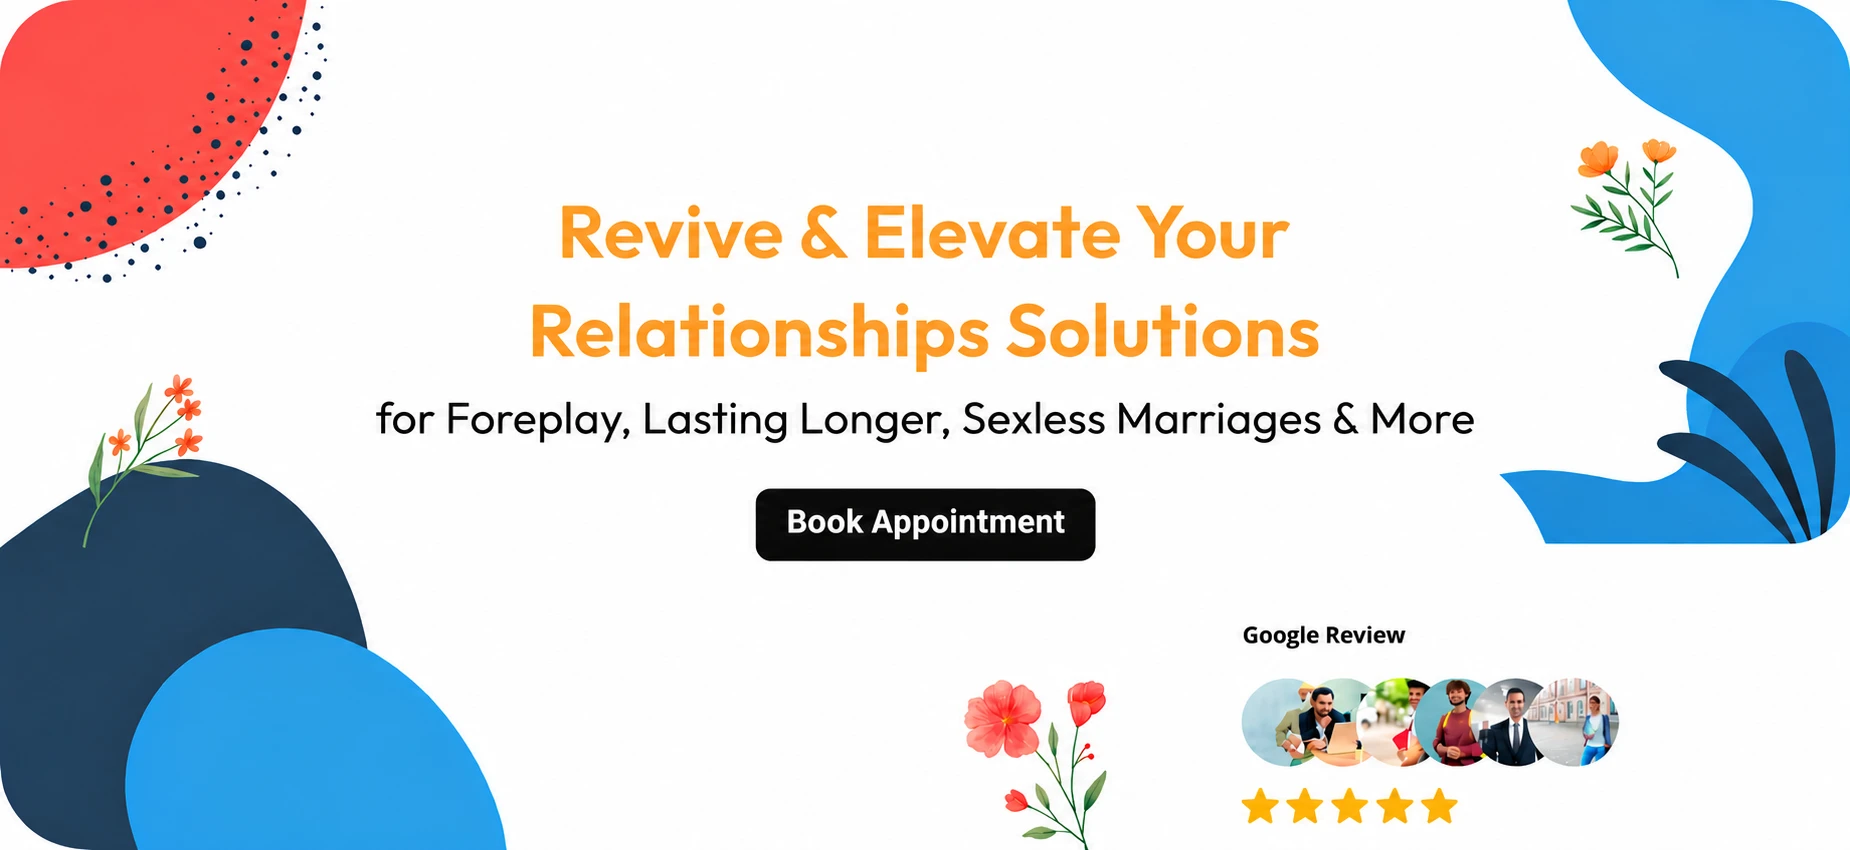 Revive & Elevate Your
Relationships Solutions
for Foreplay, Lasting Longer, Sexless Marriages & More
Book Appointment
Google Review